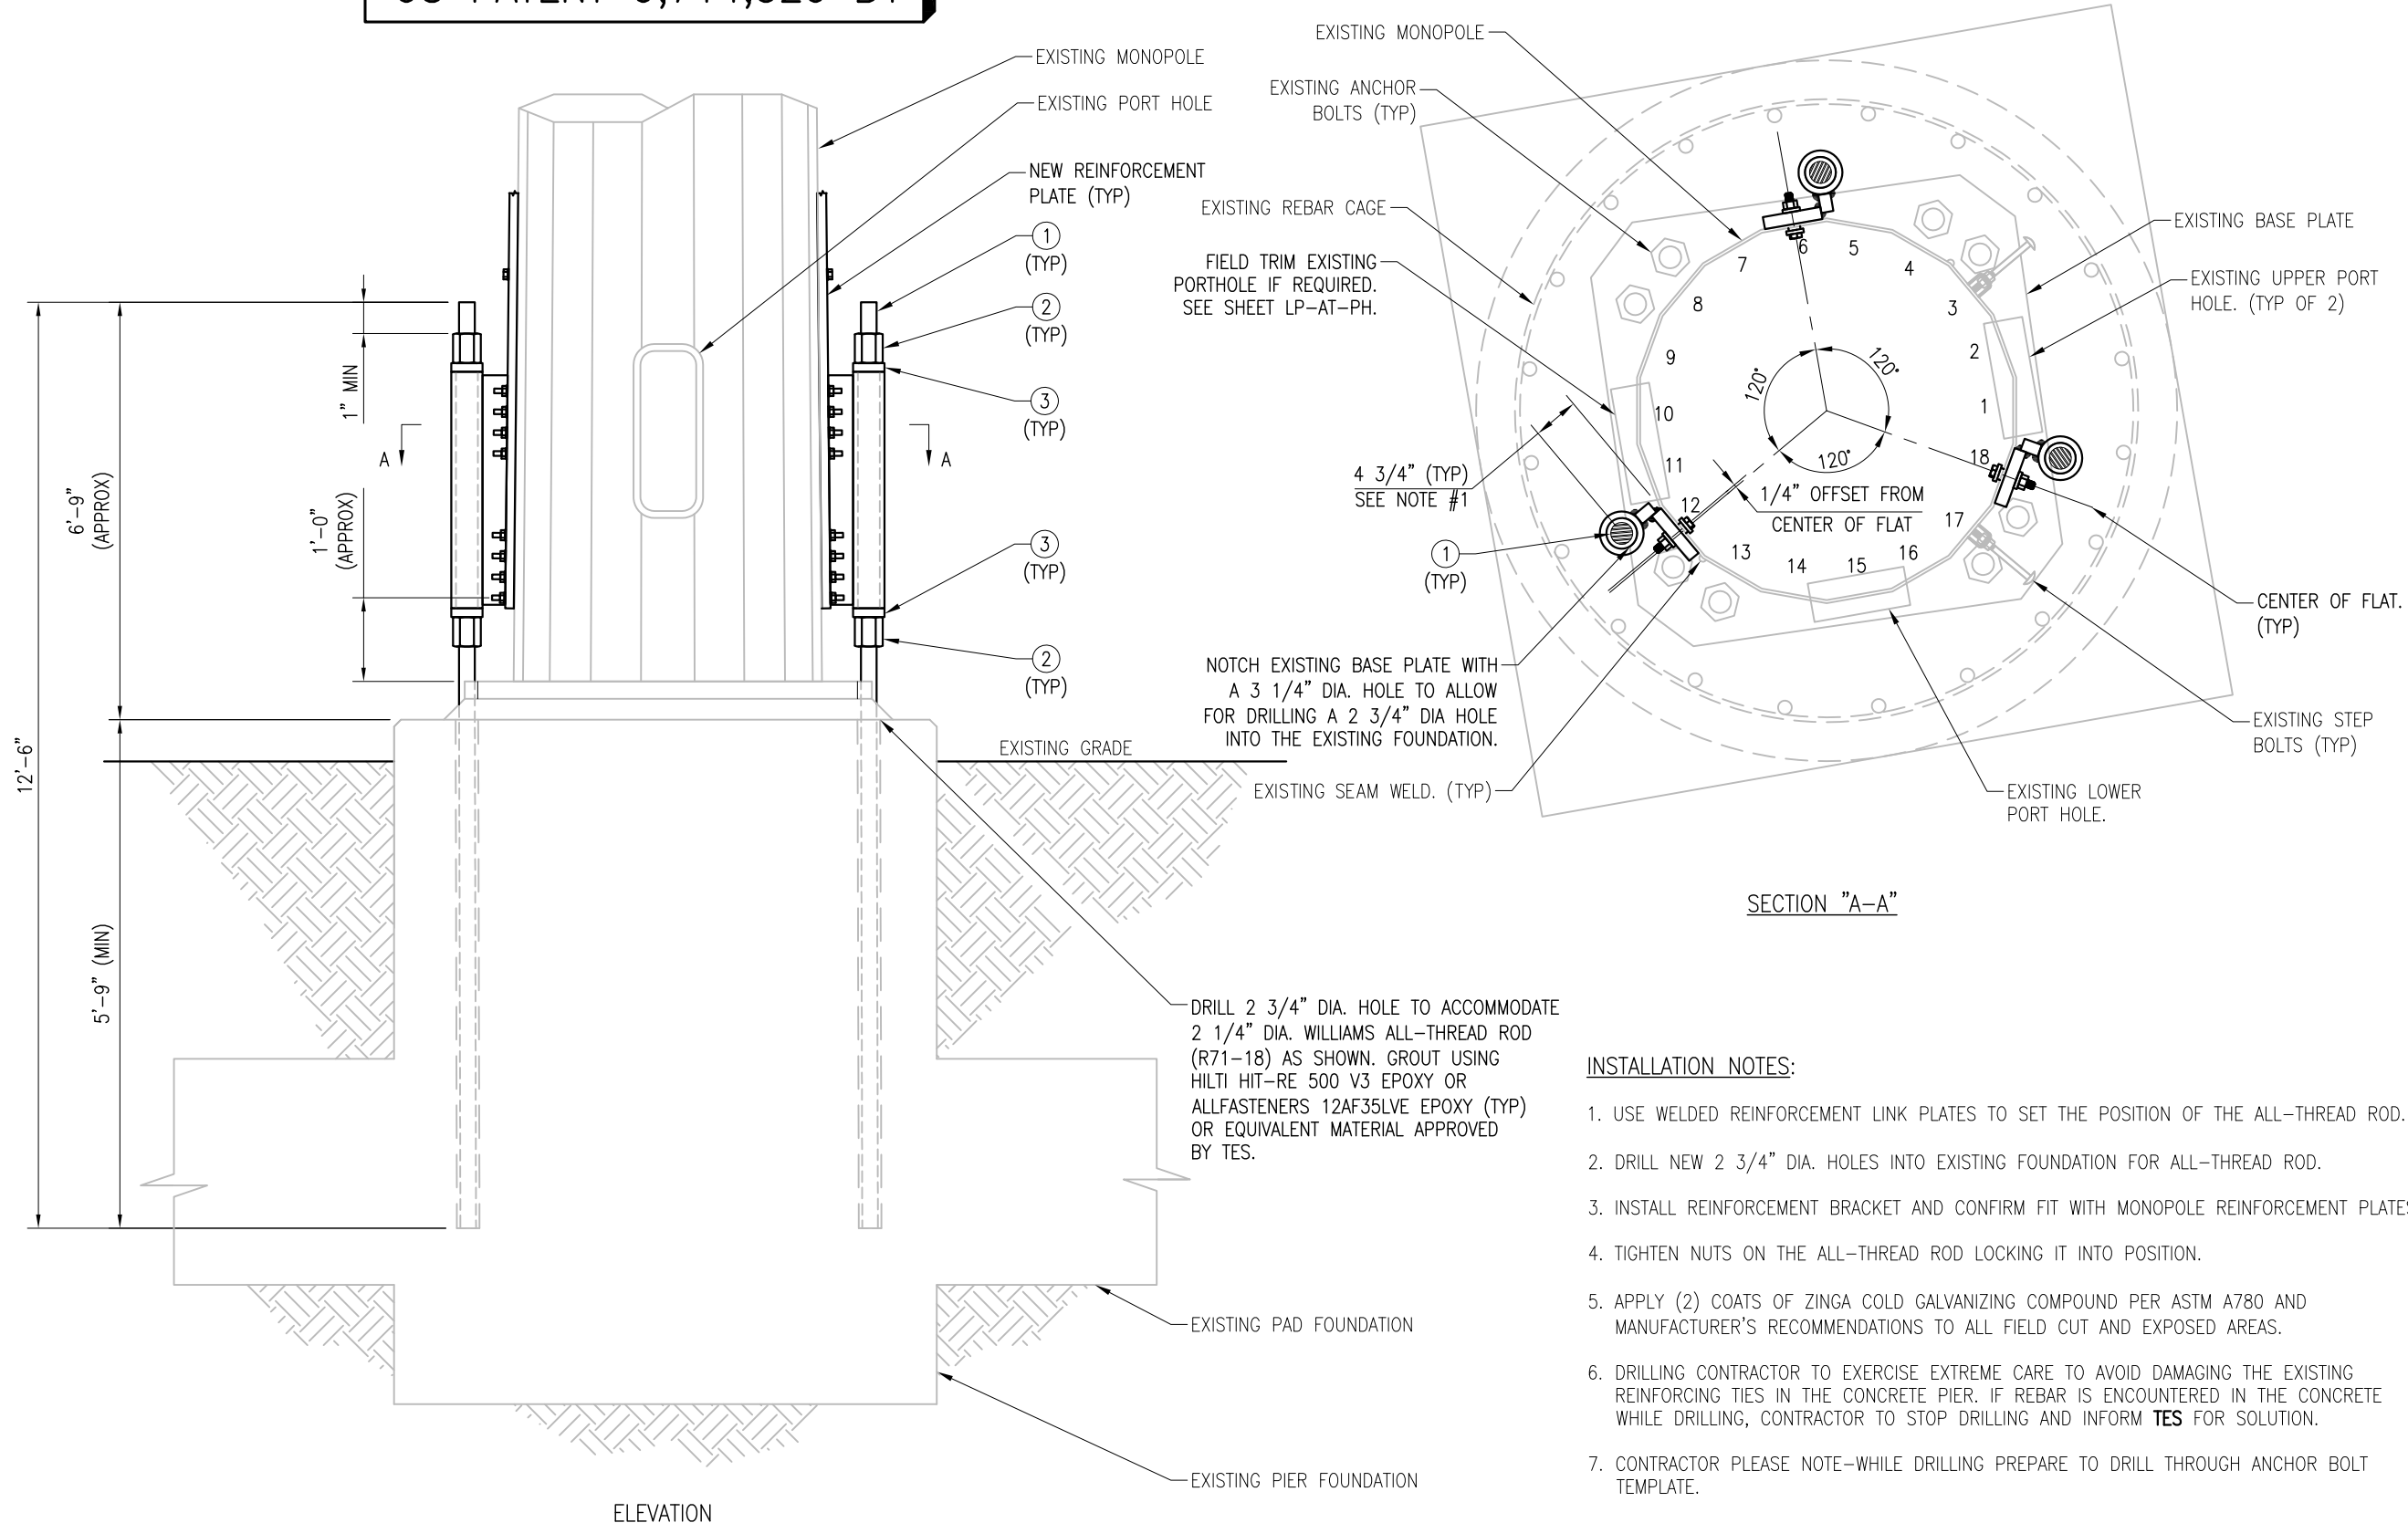 EXISTING MONOPOLE
EXISTING PORT HOLE
NEW REINFORCEMENT
PLATE (TYP)
1
(TYP)
2
(TYP)
3
(TYP)
3
(TYP)
2
(TYP)
1" MIN
A
A
6'-9"
(APPROX)
1'-0"
(APPROX)
12'-6"
5'-9" (MIN)
EXISTING GRADE
DRILL 2 3/4" DIA. HOLE TO ACCOMMODATE
2 1/4" DIA. WILLIAMS ALL-THREAD ROD
(R71-18) AS SHOWN. GROUT USING
HILTI HIT-RE 500 V3 EPOXY OR
ALLFASTENERS 12AF35LVE EPOXY (TYP)
OR EQUIVALENT MATERIAL APPROVED
BY TES.
EXISTING PAD FOUNDATION
EXISTING PIER FOUNDATION
ELEVATION
EXISTING MONOPOLE
EXISTING ANCHOR
BOLTS (TYP)
EXISTING REBAR CAGE
FIELD TRIM EXISTING
PORTHOLE IF REQUIRED.
SEE SHEET LP-AT-PH.
4 3/4" (TYP)
SEE NOTE #1
1
(TYP)
NOTCH EXISTING BASE PLATE WITH
A 3 1/4" DIA. HOLE TO ALLOW
FOR DRILLING A 2 3/4" DIA HOLE
INTO THE EXISTING FOUNDATION.
EXISTING SEAM WELD. (TYP)
1
2
3
4
5
6
7
8
9
10
11
12
13
14
15
16
17
18
120°
120°
120°
1/4" OFFSET FROM
CENTER OF FLAT
EXISTING BASE PLATE
EXISTING UPPER PORT
HOLE. (TYP OF 2)
CENTER OF FLAT.
(TYP)
EXISTING STEP
BOLTS (TYP)
EXISTING LOWER
PORT HOLE.
SECTION "A-A"
INSTALLATION NOTES:
1. USE WELDED REINFORCEMENT LINK PLATES TO SET THE POSITION OF THE ALL-THREAD ROD.
2. DRILL NEW 2 3/4" DIA. HOLES INTO EXISTING FOUNDATION FOR ALL-THREAD ROD.
3. INSTALL REINFORCEMENT BRACKET AND CONFIRM FIT WITH MONOPOLE REINFORCEMENT PLATES
4. TIGHTEN NUTS ON THE ALL-THREAD ROD LOCKING IT INTO POSITION.
5. APPLY (2) COATS OF ZINGA COLD GALVANIZING COMPOUND PER ASTM A780 AND
MANUFACTURER'S RECOMMENDATIONS TO ALL FIELD CUT AND EXPOSED AREAS.
6. DRILLING CONTRACTOR TO EXERCISE EXTREME CARE TO AVOID DAMAGING THE EXISTING
REINFORCING TIES IN THE CONCRETE PIER. IF REBAR IS ENCOUNTERED IN THE CONCRETE
WHILE DRILLING, CONTRACTOR TO STOP DRILLING AND INFORM TES FOR SOLUTION.
7. CONTRACTOR PLEASE NOTE-WHILE DRILLING PREPARE TO DRILL THROUGH ANCHOR BOLT
TEMPLATE.